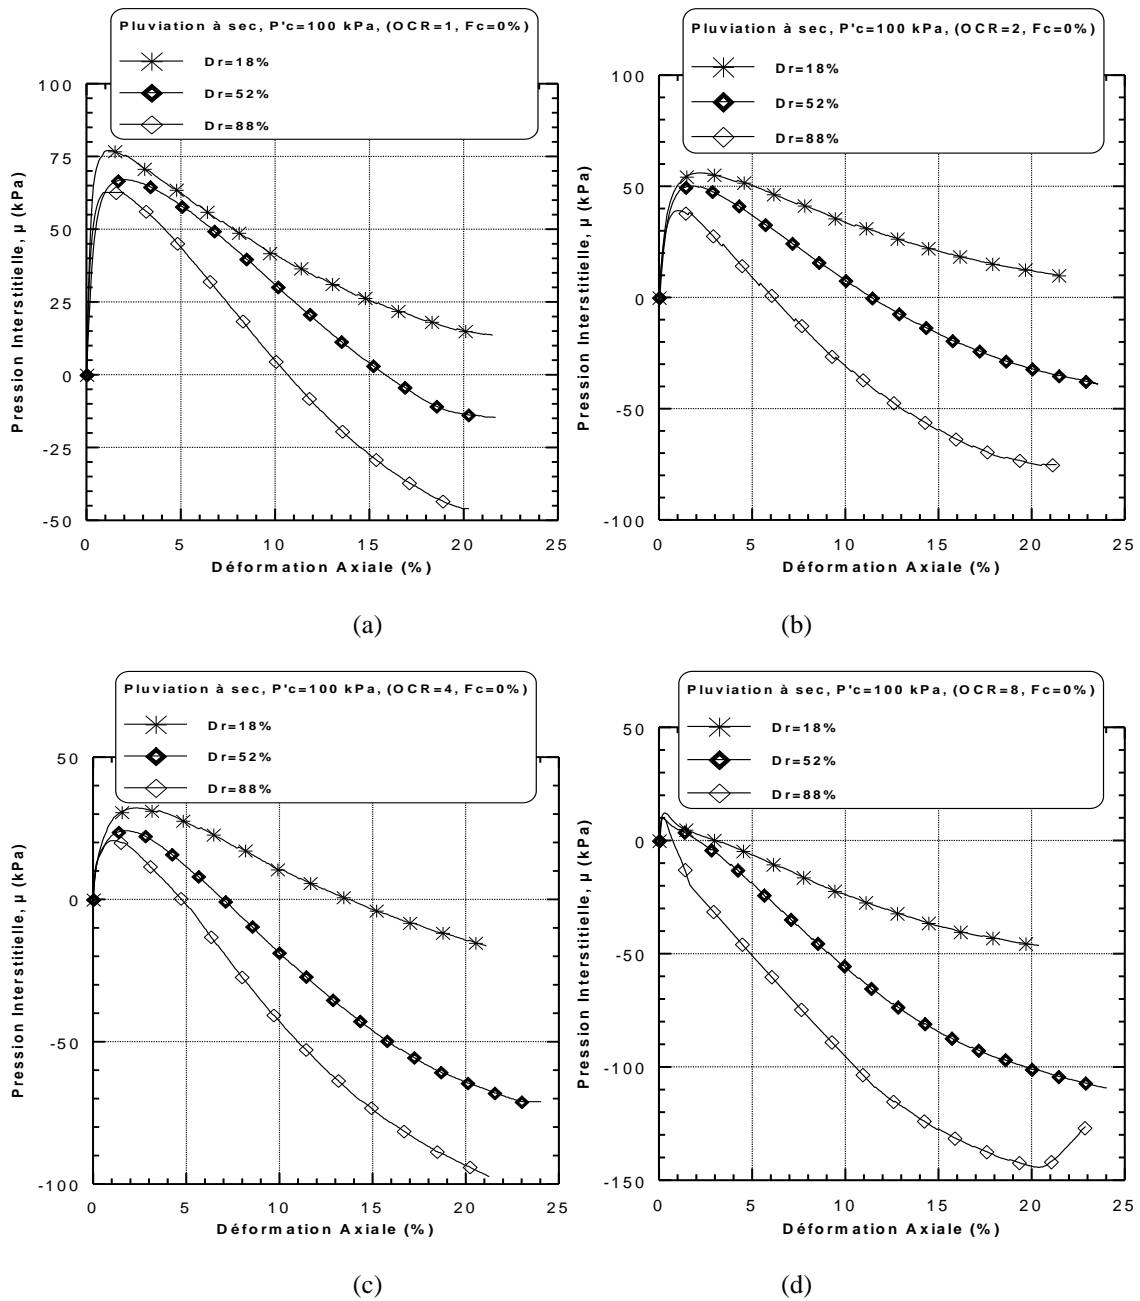 Pluviation à sec, P'c=100 kPa, (OCR=1, Fc=0%)
Dr=18%
Dr=52%
Dr=88%
100
75
50
25
0
-25
-50
Pression Interstitielle, µ (kPa)
0 5 10 15 20 25
Déformation Axiale (%)
(a)
Pluviation à sec, P'c=100 kPa, (OCR=2, Fc=0%)
Dr=18%
Dr=52%
Dr=88%
100
50
0
-50
-100
Pression Interstitielle, µ (kPa)
0 5 10 15 20 25
Déformation Axiale (%)
(b)
Pluviation à sec, P'c=100 kPa, (OCR=4, Fc=0%)
Dr=18%
Dr=52%
Dr=88%
50
0
-50
-100
Pression Interstitielle, µ (kPa)
0 5 10 15 20 25
Déformation Axiale (%)
(c)
Pluviation à sec, P'c=100 kPa, (OCR=8, Fc=0%)
Dr=18%
Dr=52%
Dr=88%
50
0
-50
-100
-150
Pression Interstitielle, µ (kPa)
0 5 10 15 20 25
Déformation Axiale (%)
(d)